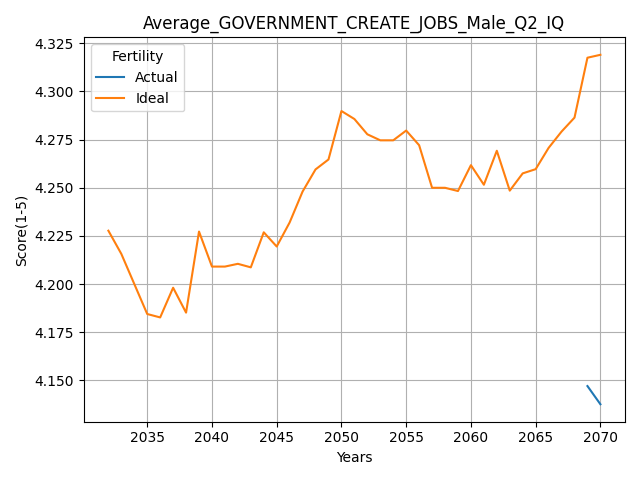 Average_GOVERNMENT_CREATE_JOBS_Male_Q2_IQ
Fertility
Actual
Ideal
4.325
4.300
4.275
4.250
4.225
4.200
4.175
4.150
Score(1-5)
2035 2040 2045 2050 2055 2060 2065 2070
Years